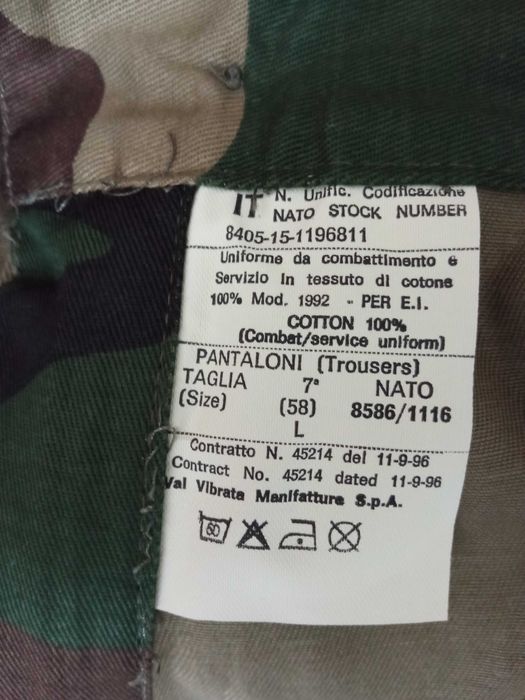 IT N. Unific. Codificazione
NATO STOCK NUMBER
8405-15-1196811
Uniforme da combattimento e
Servizio in tessuto di cotone
100% Mod. 1992 - PER E.I.
COTTON 100%
(Combat/service uniform)
PANTALONI (Trousers)
TAGLIA 7ª NATO
(Size) (58) 8586/1116
L
Contratto N. 45214 del 11-9-96
Contract No. 45214 dated 11-9-96
Val Vibrata Manifatture S.p.A.
60